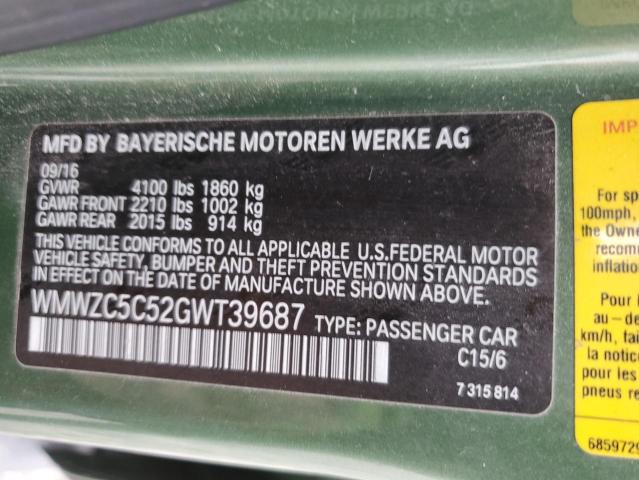 MFD BY BAYERISCHE MOTOREN WERKE AG
09/16
GVWR 4100 lbs 1860 kg
GAWR FRONT 2210 lbs 1002 kg
GAWR REAR 2015 lbs 914 kg
THIS VEHICLE CONFORMS TO ALL APPLICABLE U.S.FEDERAL MOTOR
VEHICLE SAFETY, BUMPER AND THEFT PREVENTION STANDARDS
IN EFFECT ON THE DATE OF MANUFACTURE SHOWN ABOVE.
WMWZC5C52GWT39687 TYPE: PASSENGER CAR
C15/6
7 315 814
IMP
For sp
100mph,
the Owne
recom
inflatio
Pour
au-de
km/h, fai
la notice
pour les
pneus re
6859729